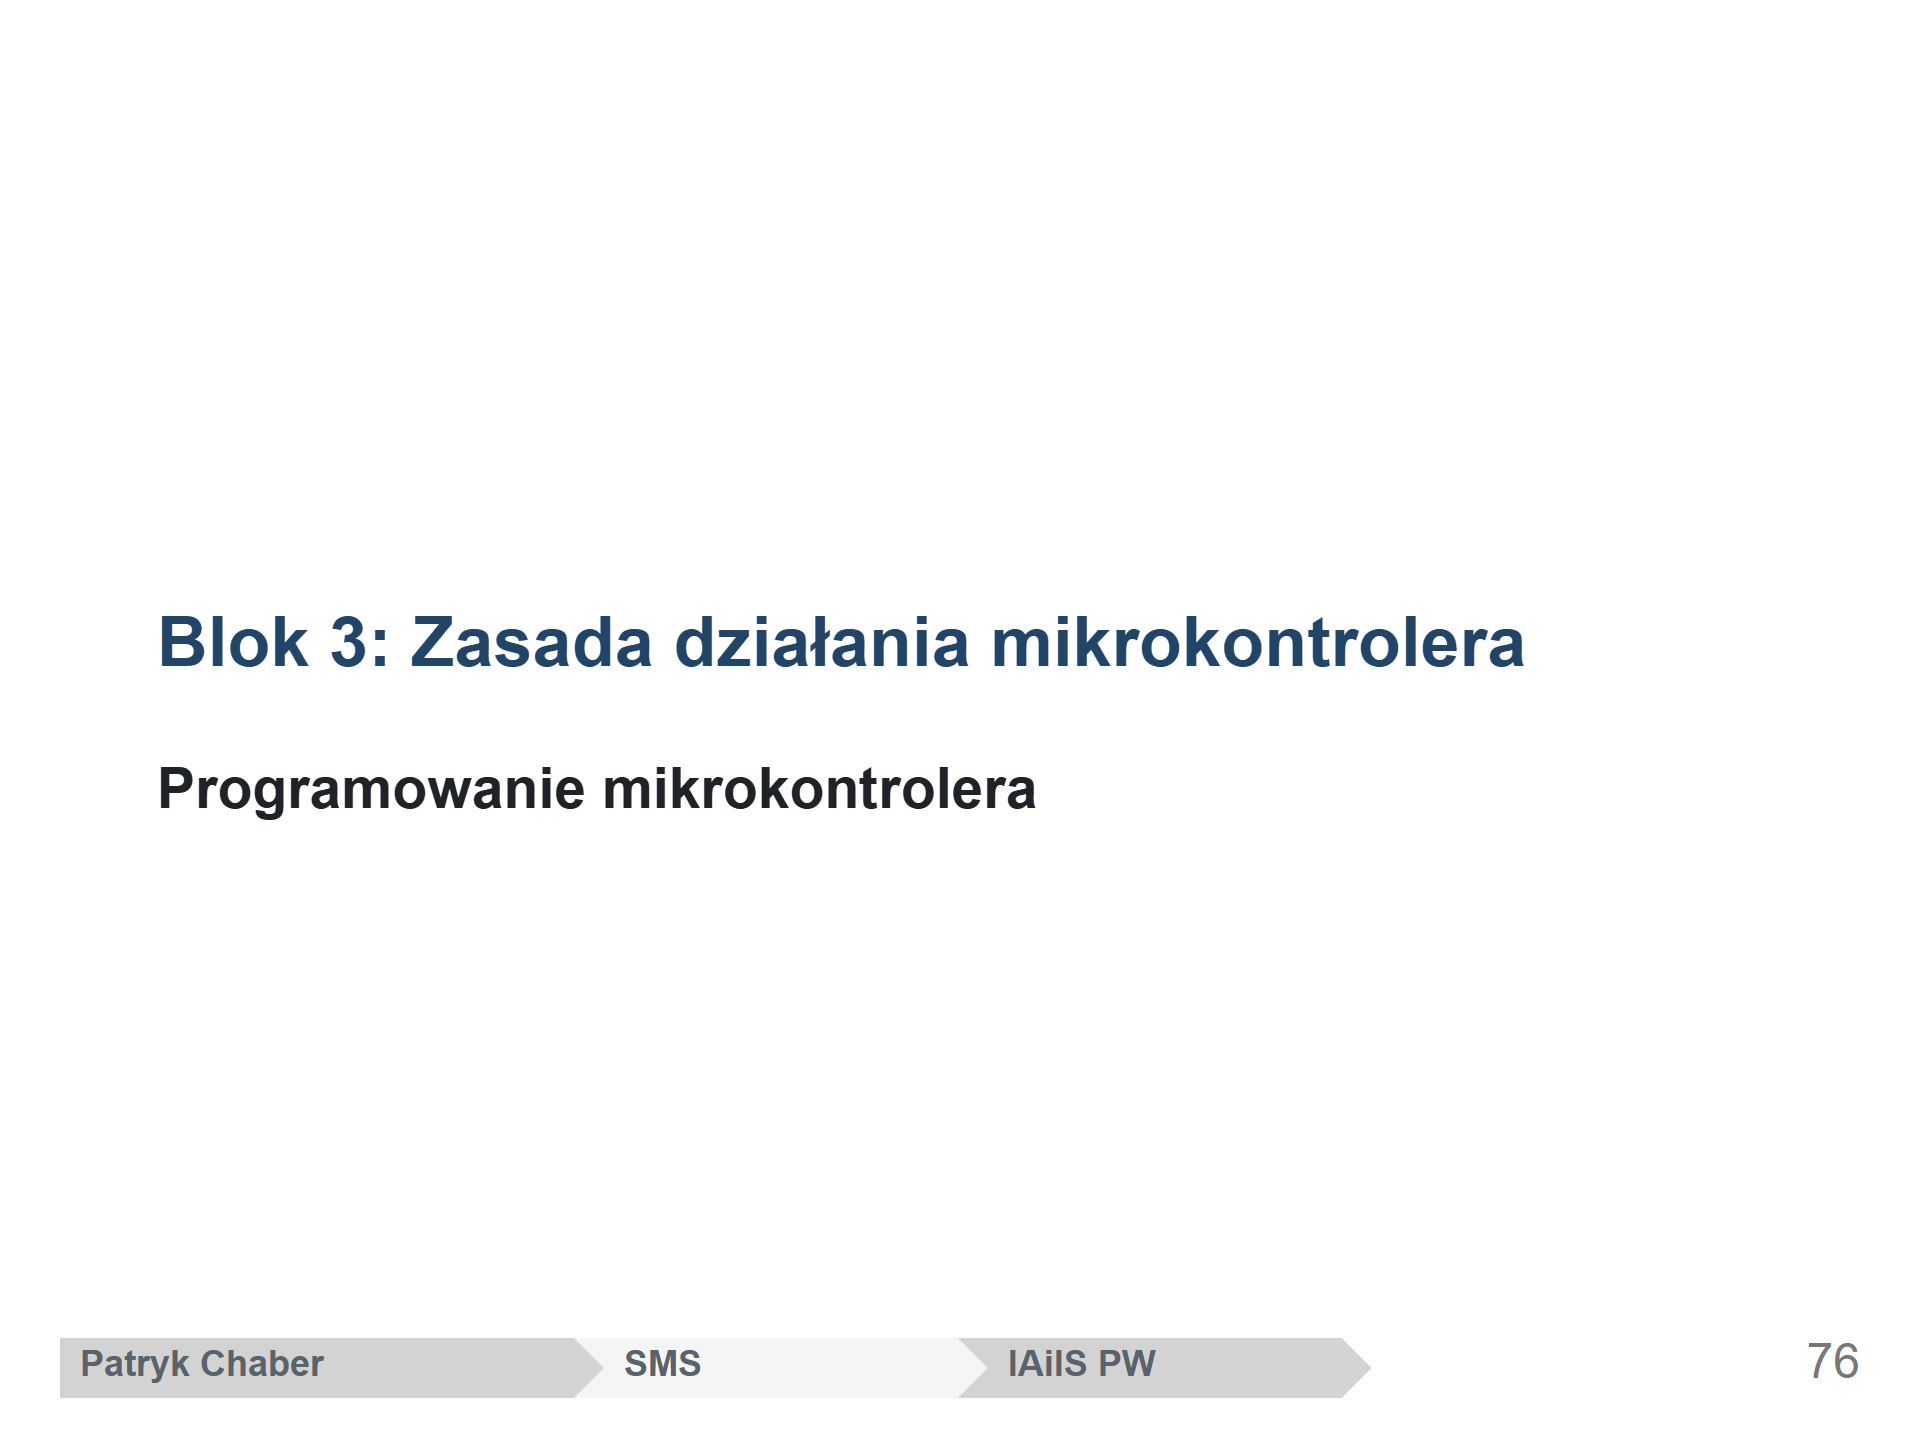 Blok 3: Zasada działania mikrokontrolera
Programowanie mikrokontrolera
Patryk Chaber
SMS
IAiIS PW
76